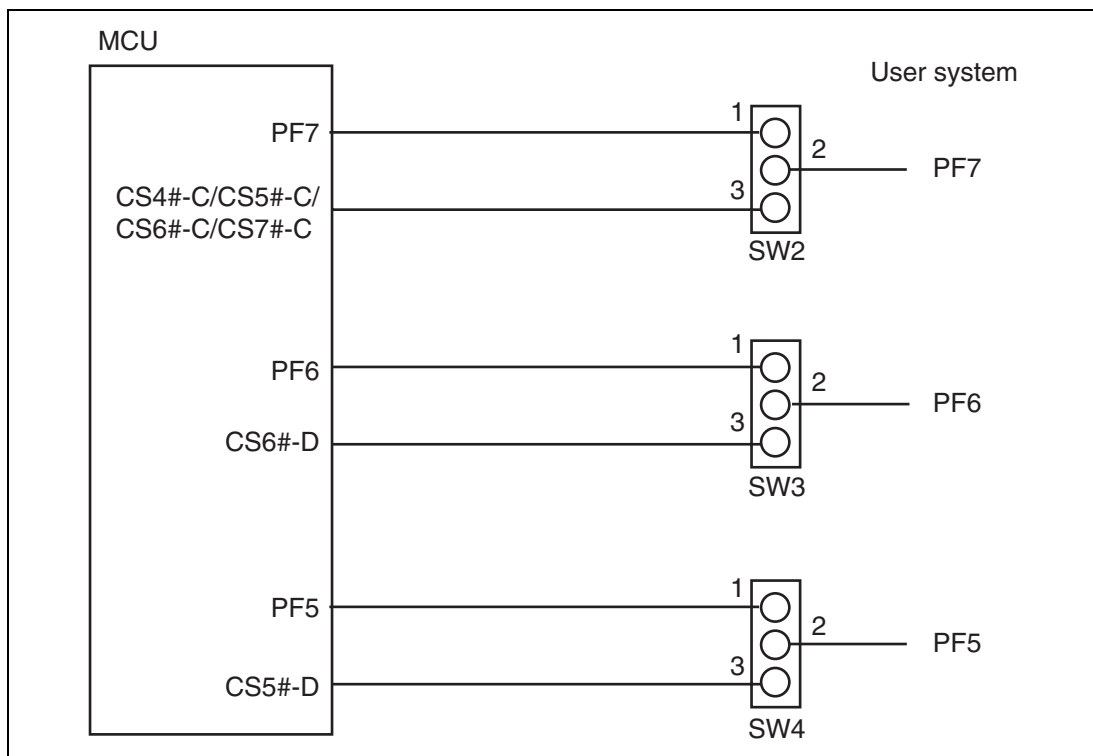 MCU
User system
PF7
1
2
PF7
CS4#-C/CS5#-C/
CS6#-C/CS7#-C
3
SW2
PF6
1
2
PF6
CS6#-D
3
SW3
PF5
1
2
PF5
CS5#-D
3
SW4